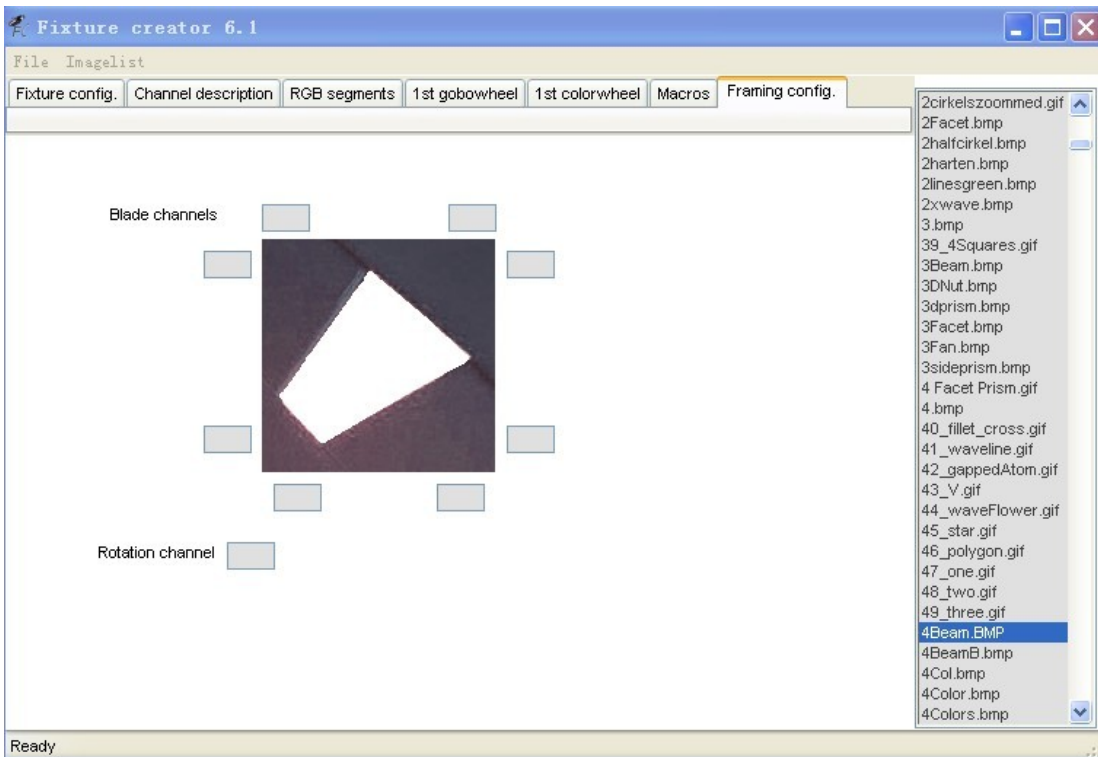 Fixture creator 6.1
File Imagelist
Fixture config. Channel description RGB segments 1st gobowheel 1st colorwheel Macros Framing config.
Blade channels
Rotation channel
2cirkelszoommed.gif
2Facet.bmp
2halfcirkel.bmp
2harten.bmp
2linesgreen.bmp
2xwave.bmp
3.bmp
39_4Squares.gif
3Beam.bmp
3DNut.bmp
3dprism.bmp
3Facet.bmp
3Fan.bmp
3sideprism.bmp
4 Facet Prism.gif
4.bmp
40_fillet_cross.gif
41_waveline.gif
42_gappedAtom.gif
43_V.gif
44_waveFlower.gif
45_star.gif
46_polygon.gif
47_one.gif
48_two.gif
49_three.gif
4Beam.BMP
4BeamB.bmp
4Col.bmp
4Color.bmp
4Colors.bmp
Ready